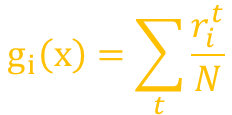 gᵢ(x) = ∑ₜ rᵢᵗ / N